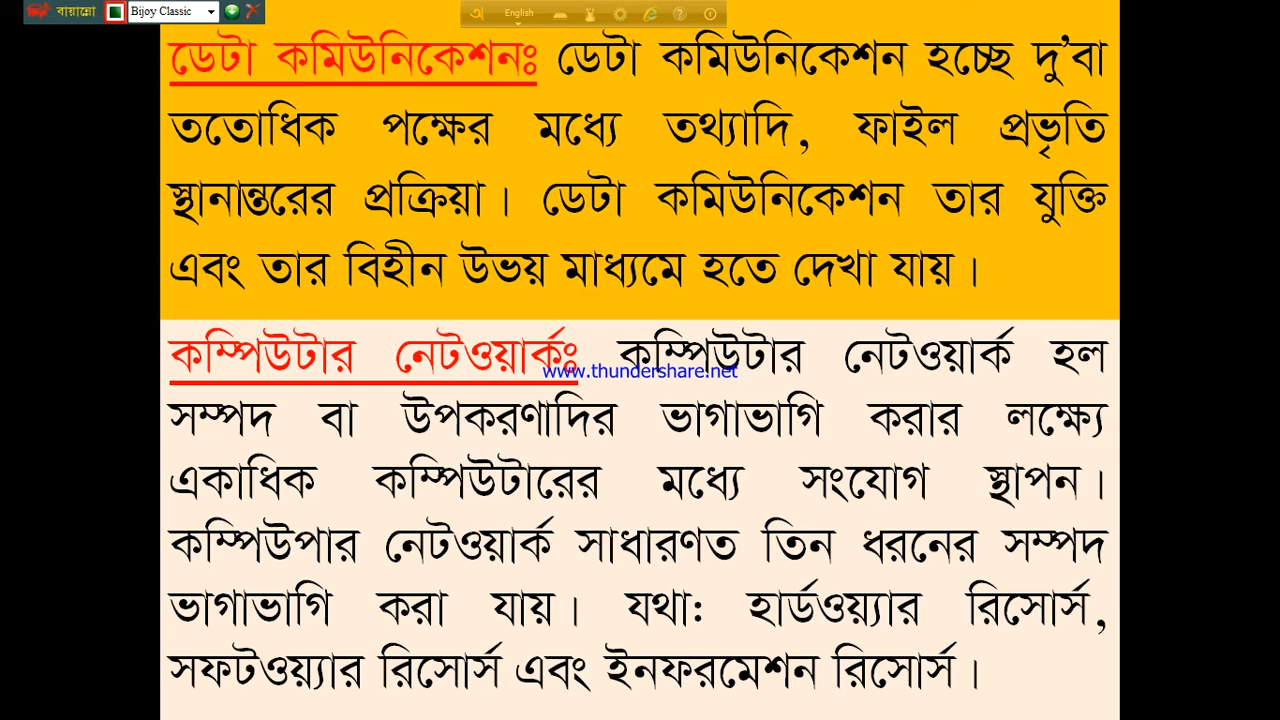 বায়ান্নো Bijoy Classic
অ English
ডেটা কমিউনিকেশনঃ ডেটা কমিউনিকেশন হচ্ছে দু’বা
ততোধিক পক্ষের মধ্যে তথ্যাদি, ফাইল প্রভৃতি
স্থানান্তরের প্রক্রিয়া। ডেটা কমিউনিকেশন তার যুক্তি
এবং তার বিহীন উভয় মাধ্যমে হতে দেখা যায়।
কম্পিউটার নেটওয়ার্কঃ কম্পিউটার নেটওয়ার্ক হল
www.thundershare.net
সম্পদ বা উপকরণাদির ভাগাভাগি করার লক্ষ্যে
একাধিক কম্পিউটারের মধ্যে সংযোগ স্থাপন।
কম্পিউপার নেটওয়ার্ক সাধারণত তিন ধরনের সম্পদ
ভাগাভাগি করা যায়। যথা: হার্ডওয়্যার রিসোর্স,
সফটওয়্যার রিসোর্স এবং ইনফরমেশন রিসোর্স।